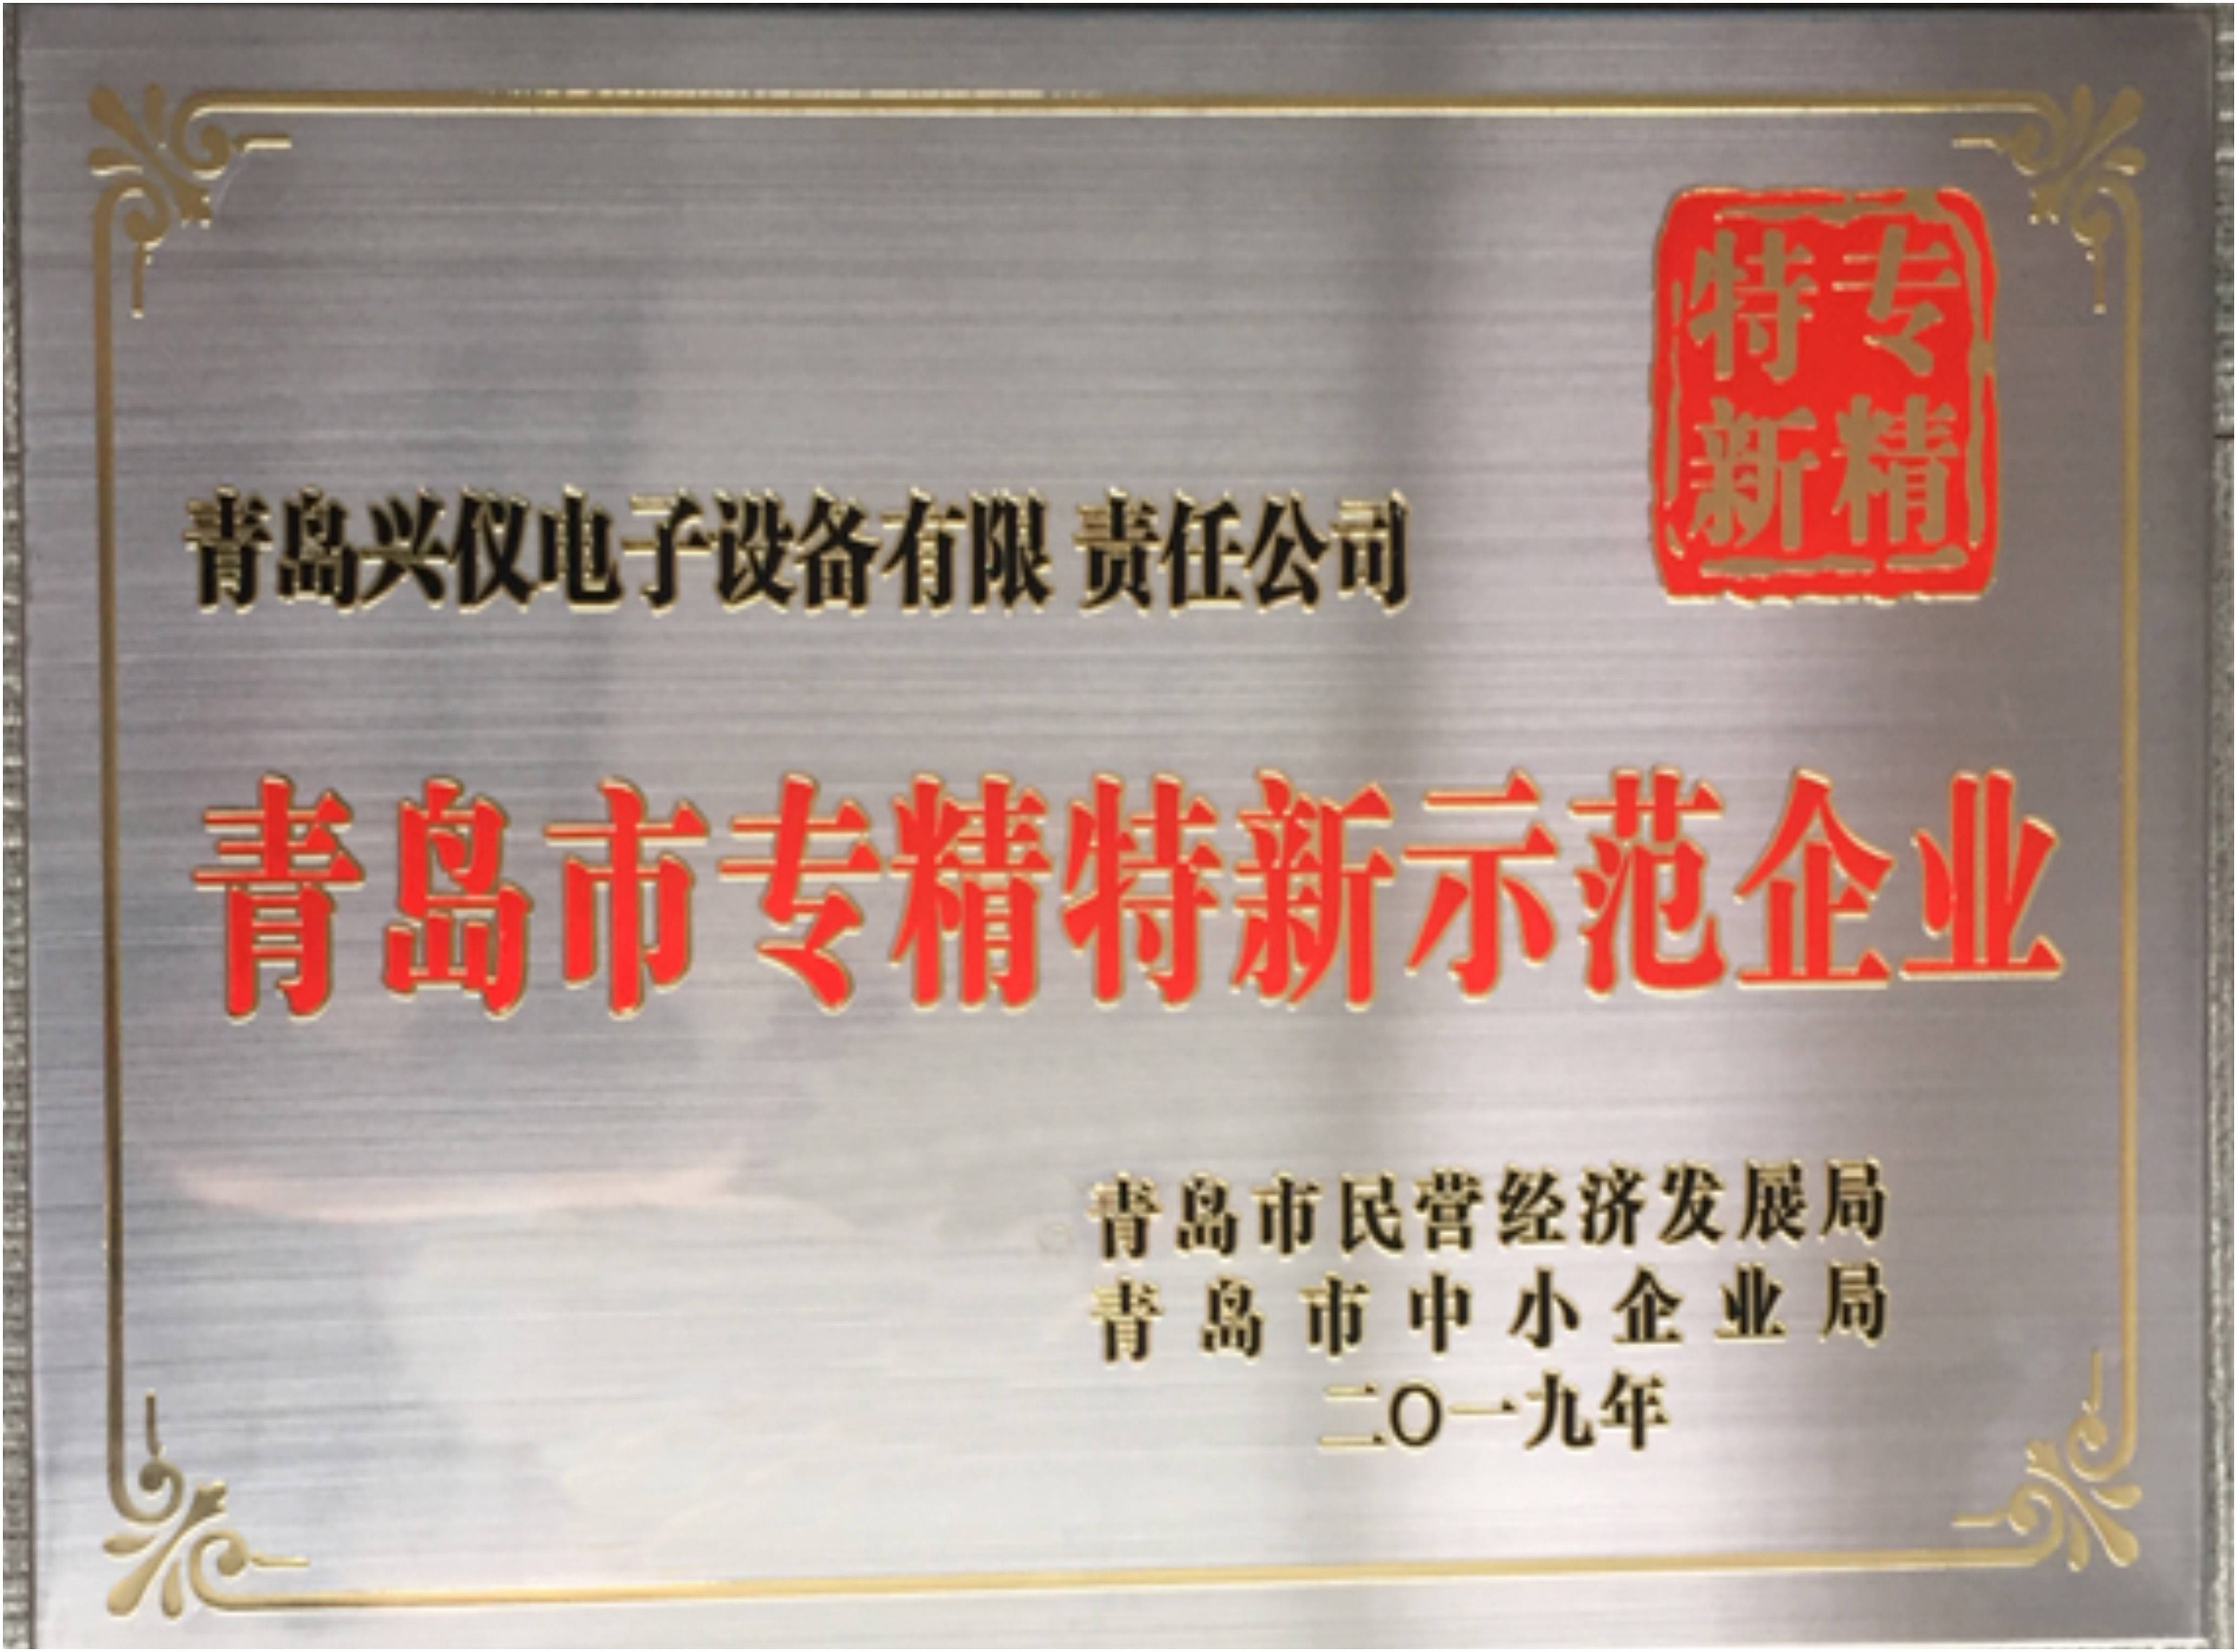 专精
特新
青岛兴仪电子设备有限 责任公司
青岛市专精特新示范企业
青岛市民营经济发展局
青岛市中小企业局
二〇一九年